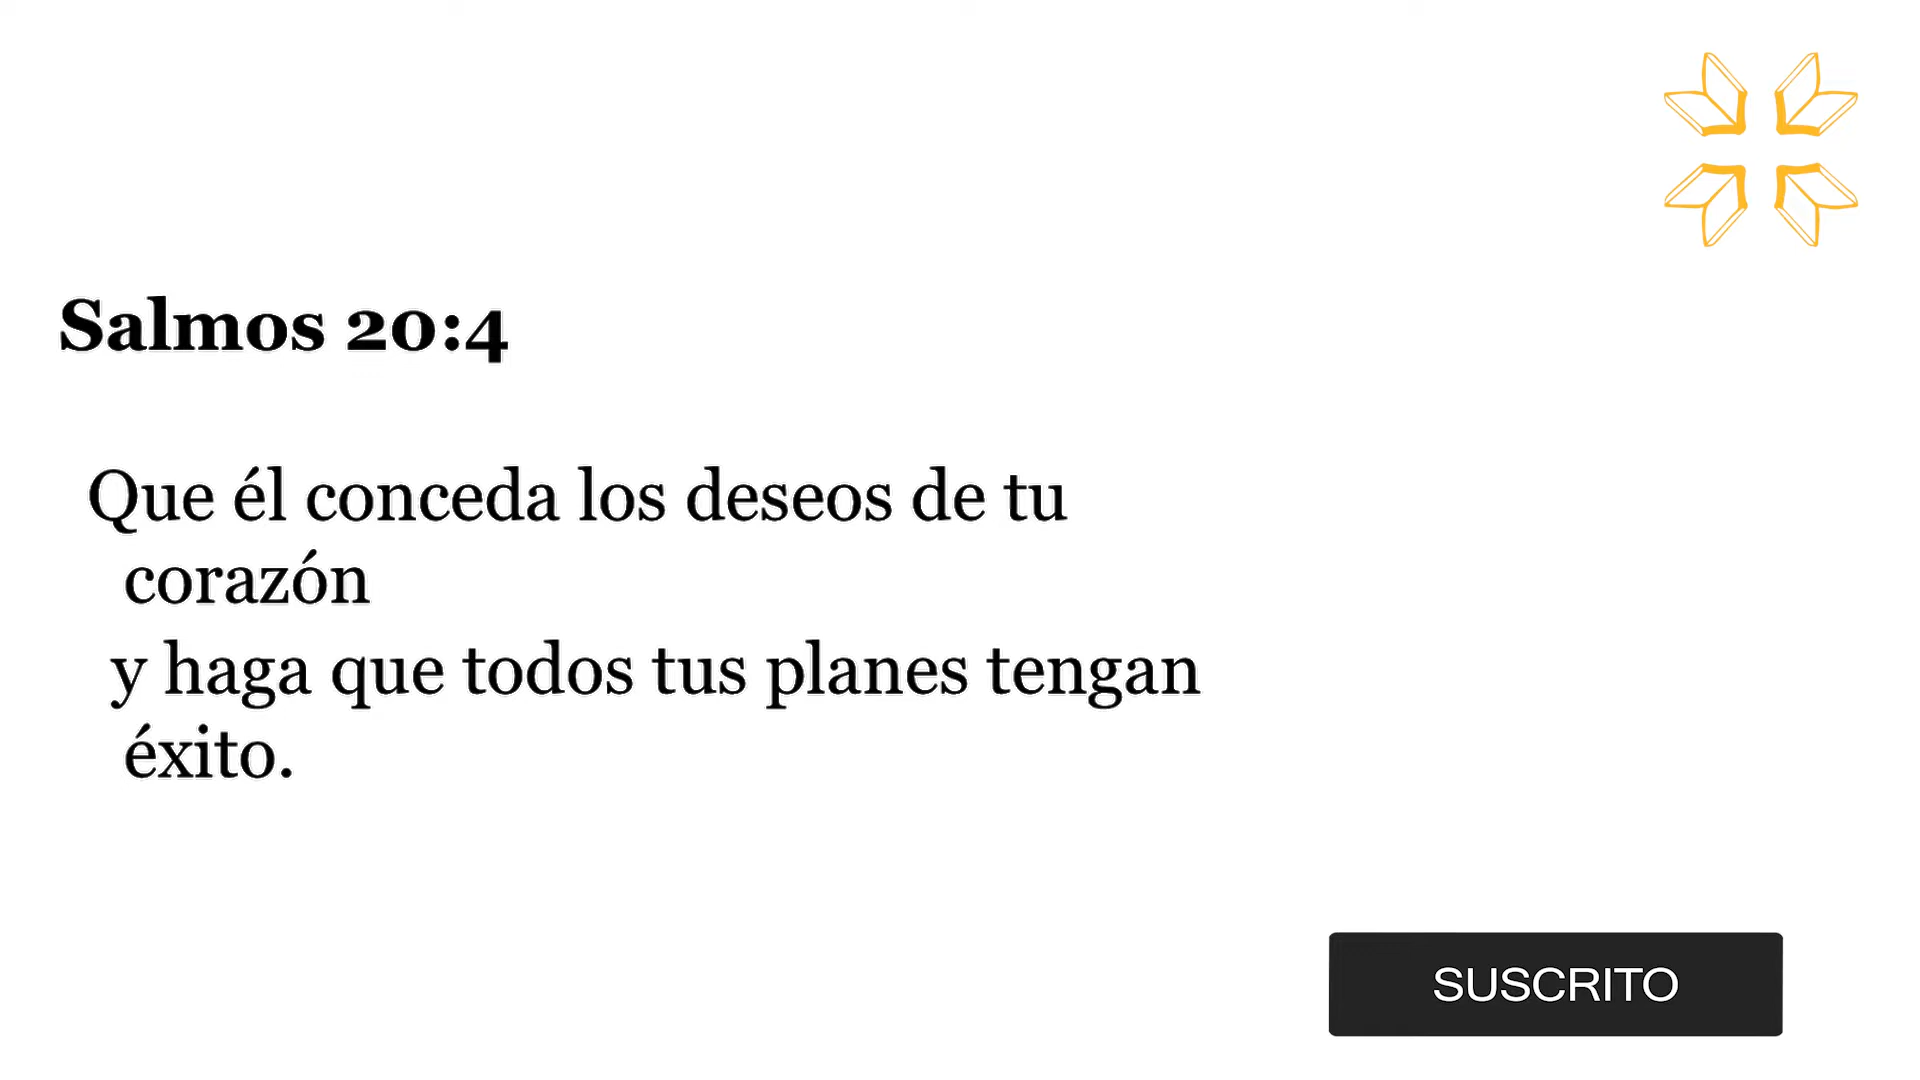 Salmos 20:4
Que él conceda los deseos de tu
corazón
y haga que todos tus planes tengan
éxito.
SUSCRITO